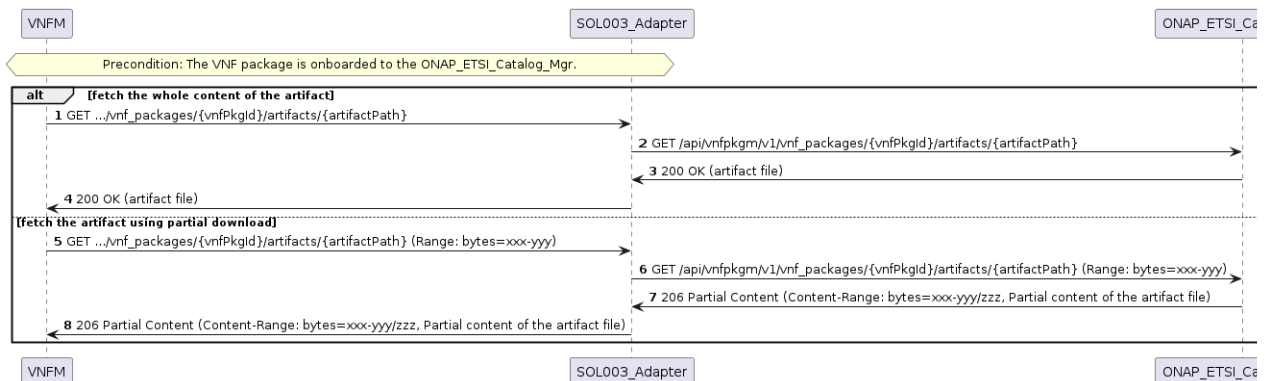 VNFM SOL003_Adapter ONAP_ETSI_Ca
Precondition: The VNF package is onboarded to the ONAP_ETSI_Catalog_Mgr.
alt [fetch the whole content of the artifact]
1 GET .../vnf_packages/{vnfPkgId}/artifacts/{artifactPath}
2 GET /api/vnfpkgm/v1/vnf_packages/{vnfPkgId}/artifacts/{artifactPath}
3 200 OK (artifact file)
4 200 OK (artifact file)
[fetch the artifact using partial download]
5 GET .../vnf_packages/{vnfPkgId}/artifacts/{artifactPath} (Range: bytes=xxx-yyy)
6 GET /api/vnfpkgm/v1/vnf_packages/{vnfPkgId}/artifacts/{artifactPath} (Range: bytes=xxx-yyy)
7 206 Partial Content (Content-Range: bytes=xxx-yyy/zzz, Partial content of the artifact file)
8 206 Partial Content (Content-Range: bytes=xxx-yyy/zzz, Partial content of the artifact file)
VNFM SOL003_Adapter ONAP_ETSI_Ca